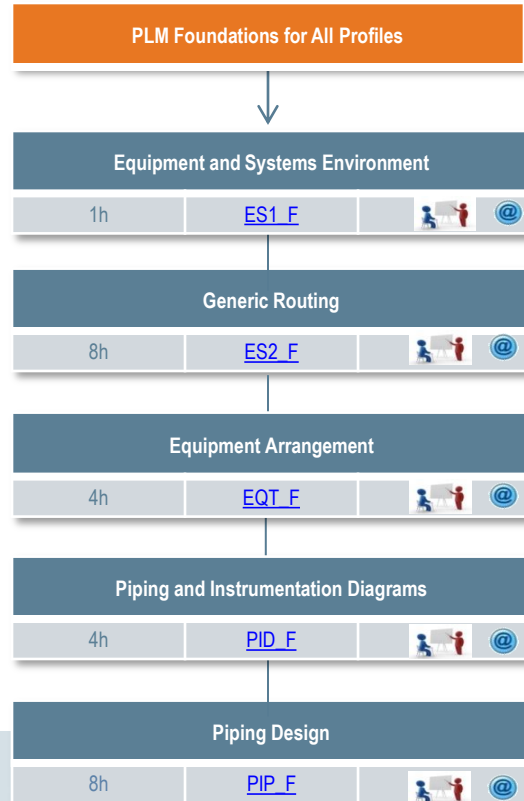 PLM Foundations for All Profiles
Equipment and Systems Environment
1h ES1_F @
Generic Routing
8h ES2_F @
Equipment Arrangement
4h EQT_F @
Piping and Instrumentation Diagrams
4h PID_F @
Piping Design
8h PIP_F @